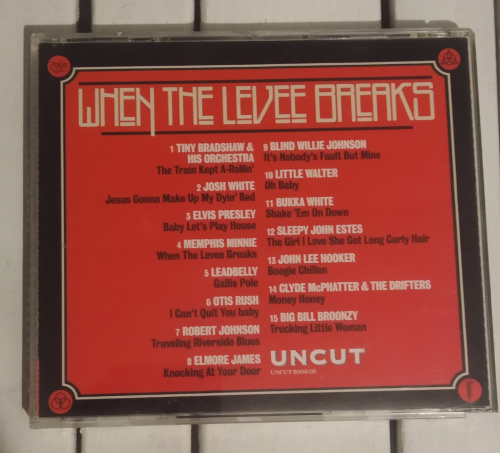 WHEN THE LEVEE BREAKS
1 TINY BRADSHAW &
HIS ORCHESTRA
The Train Kept A-Rollin'
2 JOSH WHITE
Jesus Gonna Make Up My Dyin' Bed
3 ELVIS PRESLEY
Baby Let's Play House
4 MEMPHIS MINNIE
When The Levee Breaks
5 LEADBELLY
Gallis Pole
6 OTIS RUSH
I Can't Quit You baby
7 ROBERT JOHNSON
Traveling Riverside Blues
8 ELMORE JAMES
Knocking At Your Door
9 BLIND WILLIE JOHNSON
It's Nobody's Fault But Mine
10 LITTLE WALTER
Oh Baby
11 BUKKA WHITE
Shake 'Em On Down
12 SLEEPY JOHN ESTES
The Girl I Love She Got Long Curly Hair
13 JOHN LEE HOOKER
Boogie Chillen
14 CLYDE McPHATTER & THE DRIFTERS
Money Honey
15 BIG BILL BROONZY
Trucking Little Woman
UNCUT
UNCUT 2008 05